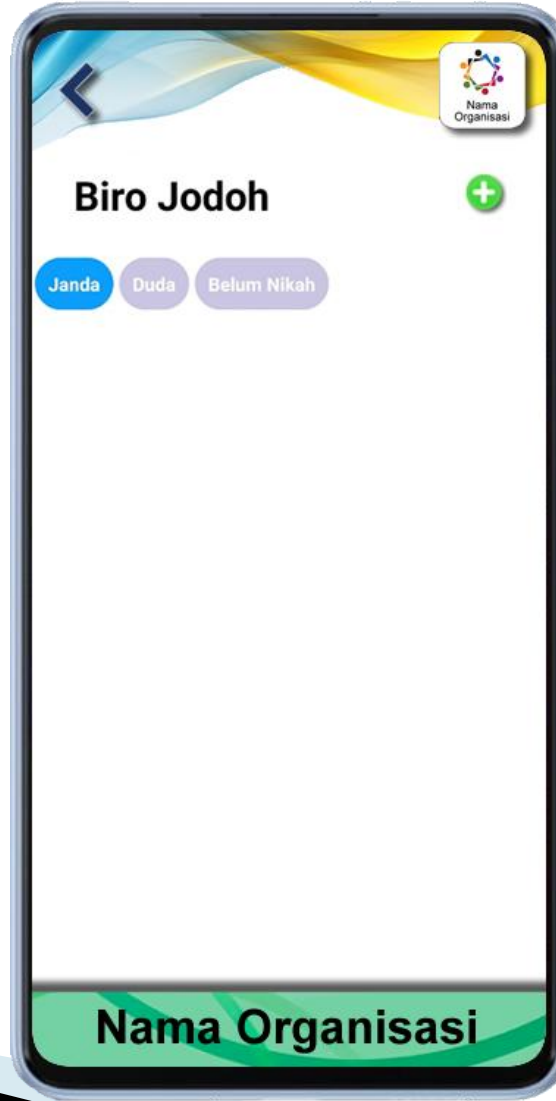 Nama
Organisasi
Biro Jodoh
Janda Duda Belum Nikah
Nama Organisasi